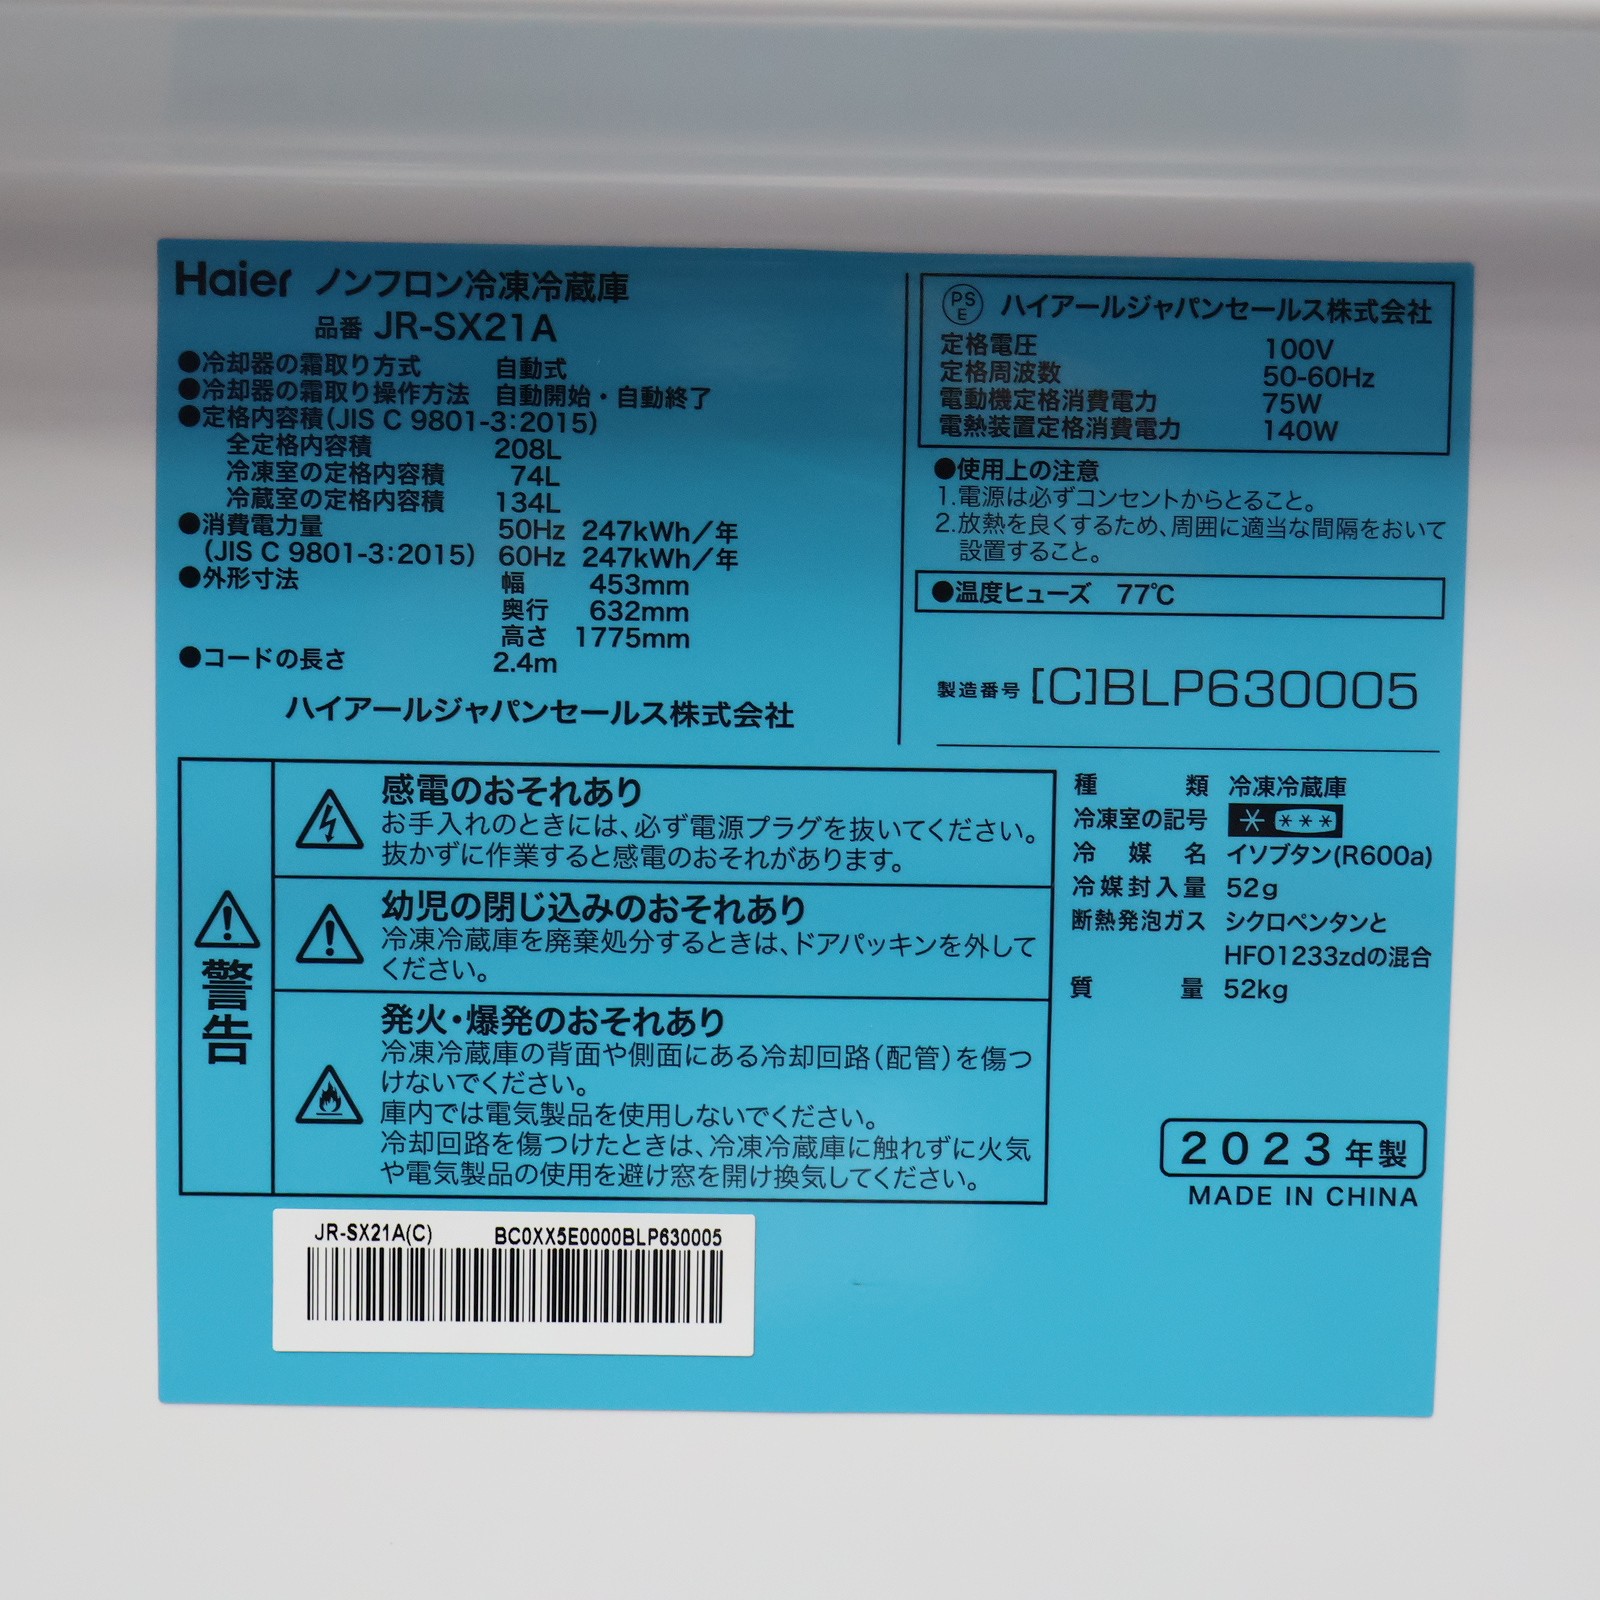 Haier ノンフロン冷凍冷蔵庫
品番 JR-SX21A
●冷却器の霜取り方式 自動式
●冷却器の霜取り操作方法 自動開始・自動終了
●定格内容積(JIS C 9801-3:2015)
全定格内容積 208L
冷凍室の定格内容積 74L
冷蔵室の定格内容積 134L
●消費電力量 50Hz 247kWh/年
(JIS C 9801-3:2015) 60Hz 247kWh/年
●外形寸法 幅 453mm
奥行 632mm
高さ 1775mm
●コードの長さ 2.4m
ハイアールジャパンセールス株式会社
PSE ハイアールジャパンセールス株式会社
定格電圧 100V
定格周波数 50-60Hz
電動機定格消費電力 75W
電熱装置定格消費電力 140W
●使用上の注意
1.電源は必ずコンセントからとること。
2.放熱を良くするため、周囲に適当な間隔をおいて
設置すること。
●温度ヒューズ 77℃
製造番号 [C]BLP630005
警告
感電のおそれあり
お手入れのときには、必ず電源プラグを抜いてください。
抜かずに作業すると感電のおそれがあります。
幼児の閉じ込みのおそれあり
冷凍冷蔵庫を廃棄処分するときは、ドアパッキンを外して
ください。
発火・爆発のおそれあり
冷凍冷蔵庫の背面や側面にある冷却回路(配管)を傷つ
けないでください。
庫内では電気製品を使用しないでください。
冷却回路を傷つけたときは、冷凍冷蔵庫に触れずに火気
や電気製品の使用を避け窓を開け換気してください。
種類 冷凍冷蔵庫
冷凍室の記号 * ***
冷媒名 イソブタン(R600a)
冷媒封入量 52g
断熱発泡ガス シクロペンタンと
HFO1233zdの混合
質量 52kg
2023年製
MADE IN CHINA
JR-SX21A(C) BC0XX5E0000BLP630005